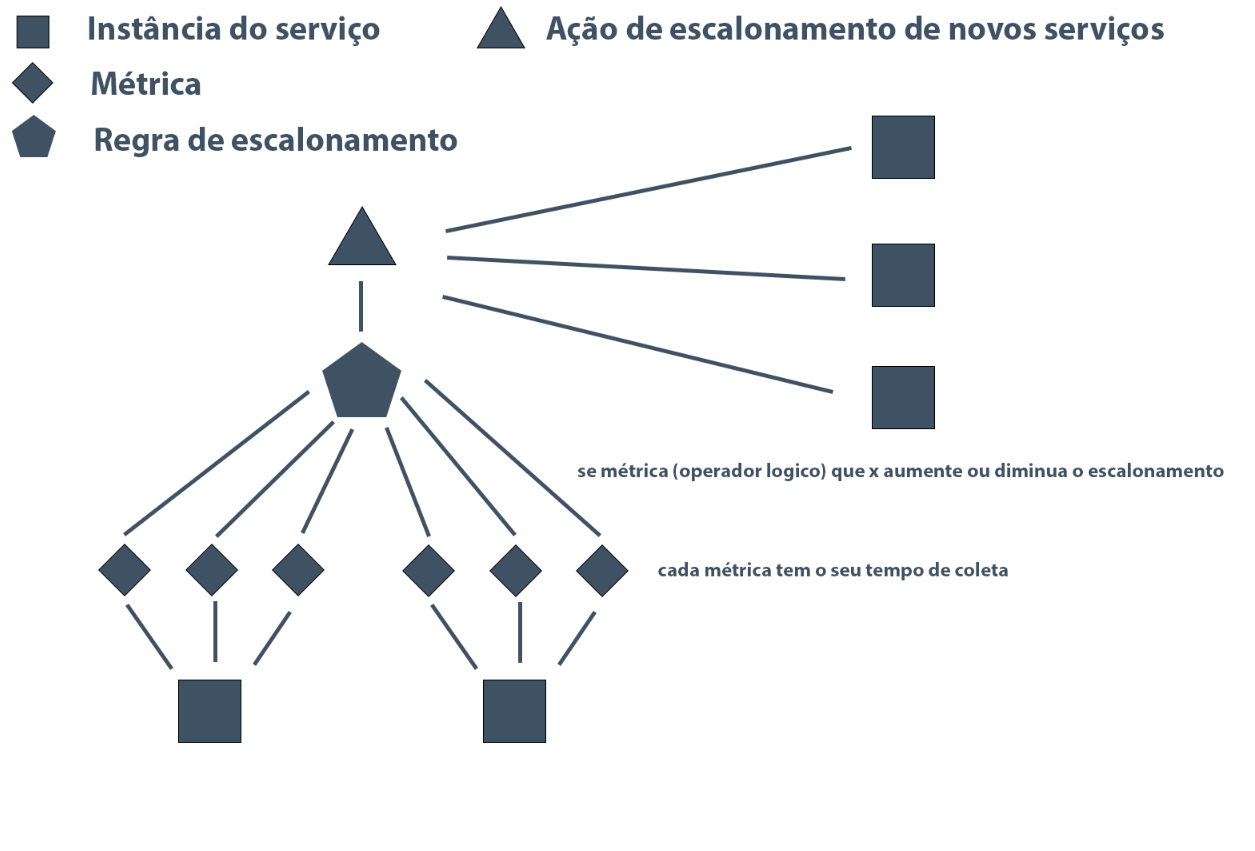 Instância do serviço
Ação de escalonamento de novos serviços
Métrica
Regra de escalonamento
se métrica (operador logico) que x aumente ou diminua o escalonamento
cada métrica tem o seu tempo de coleta